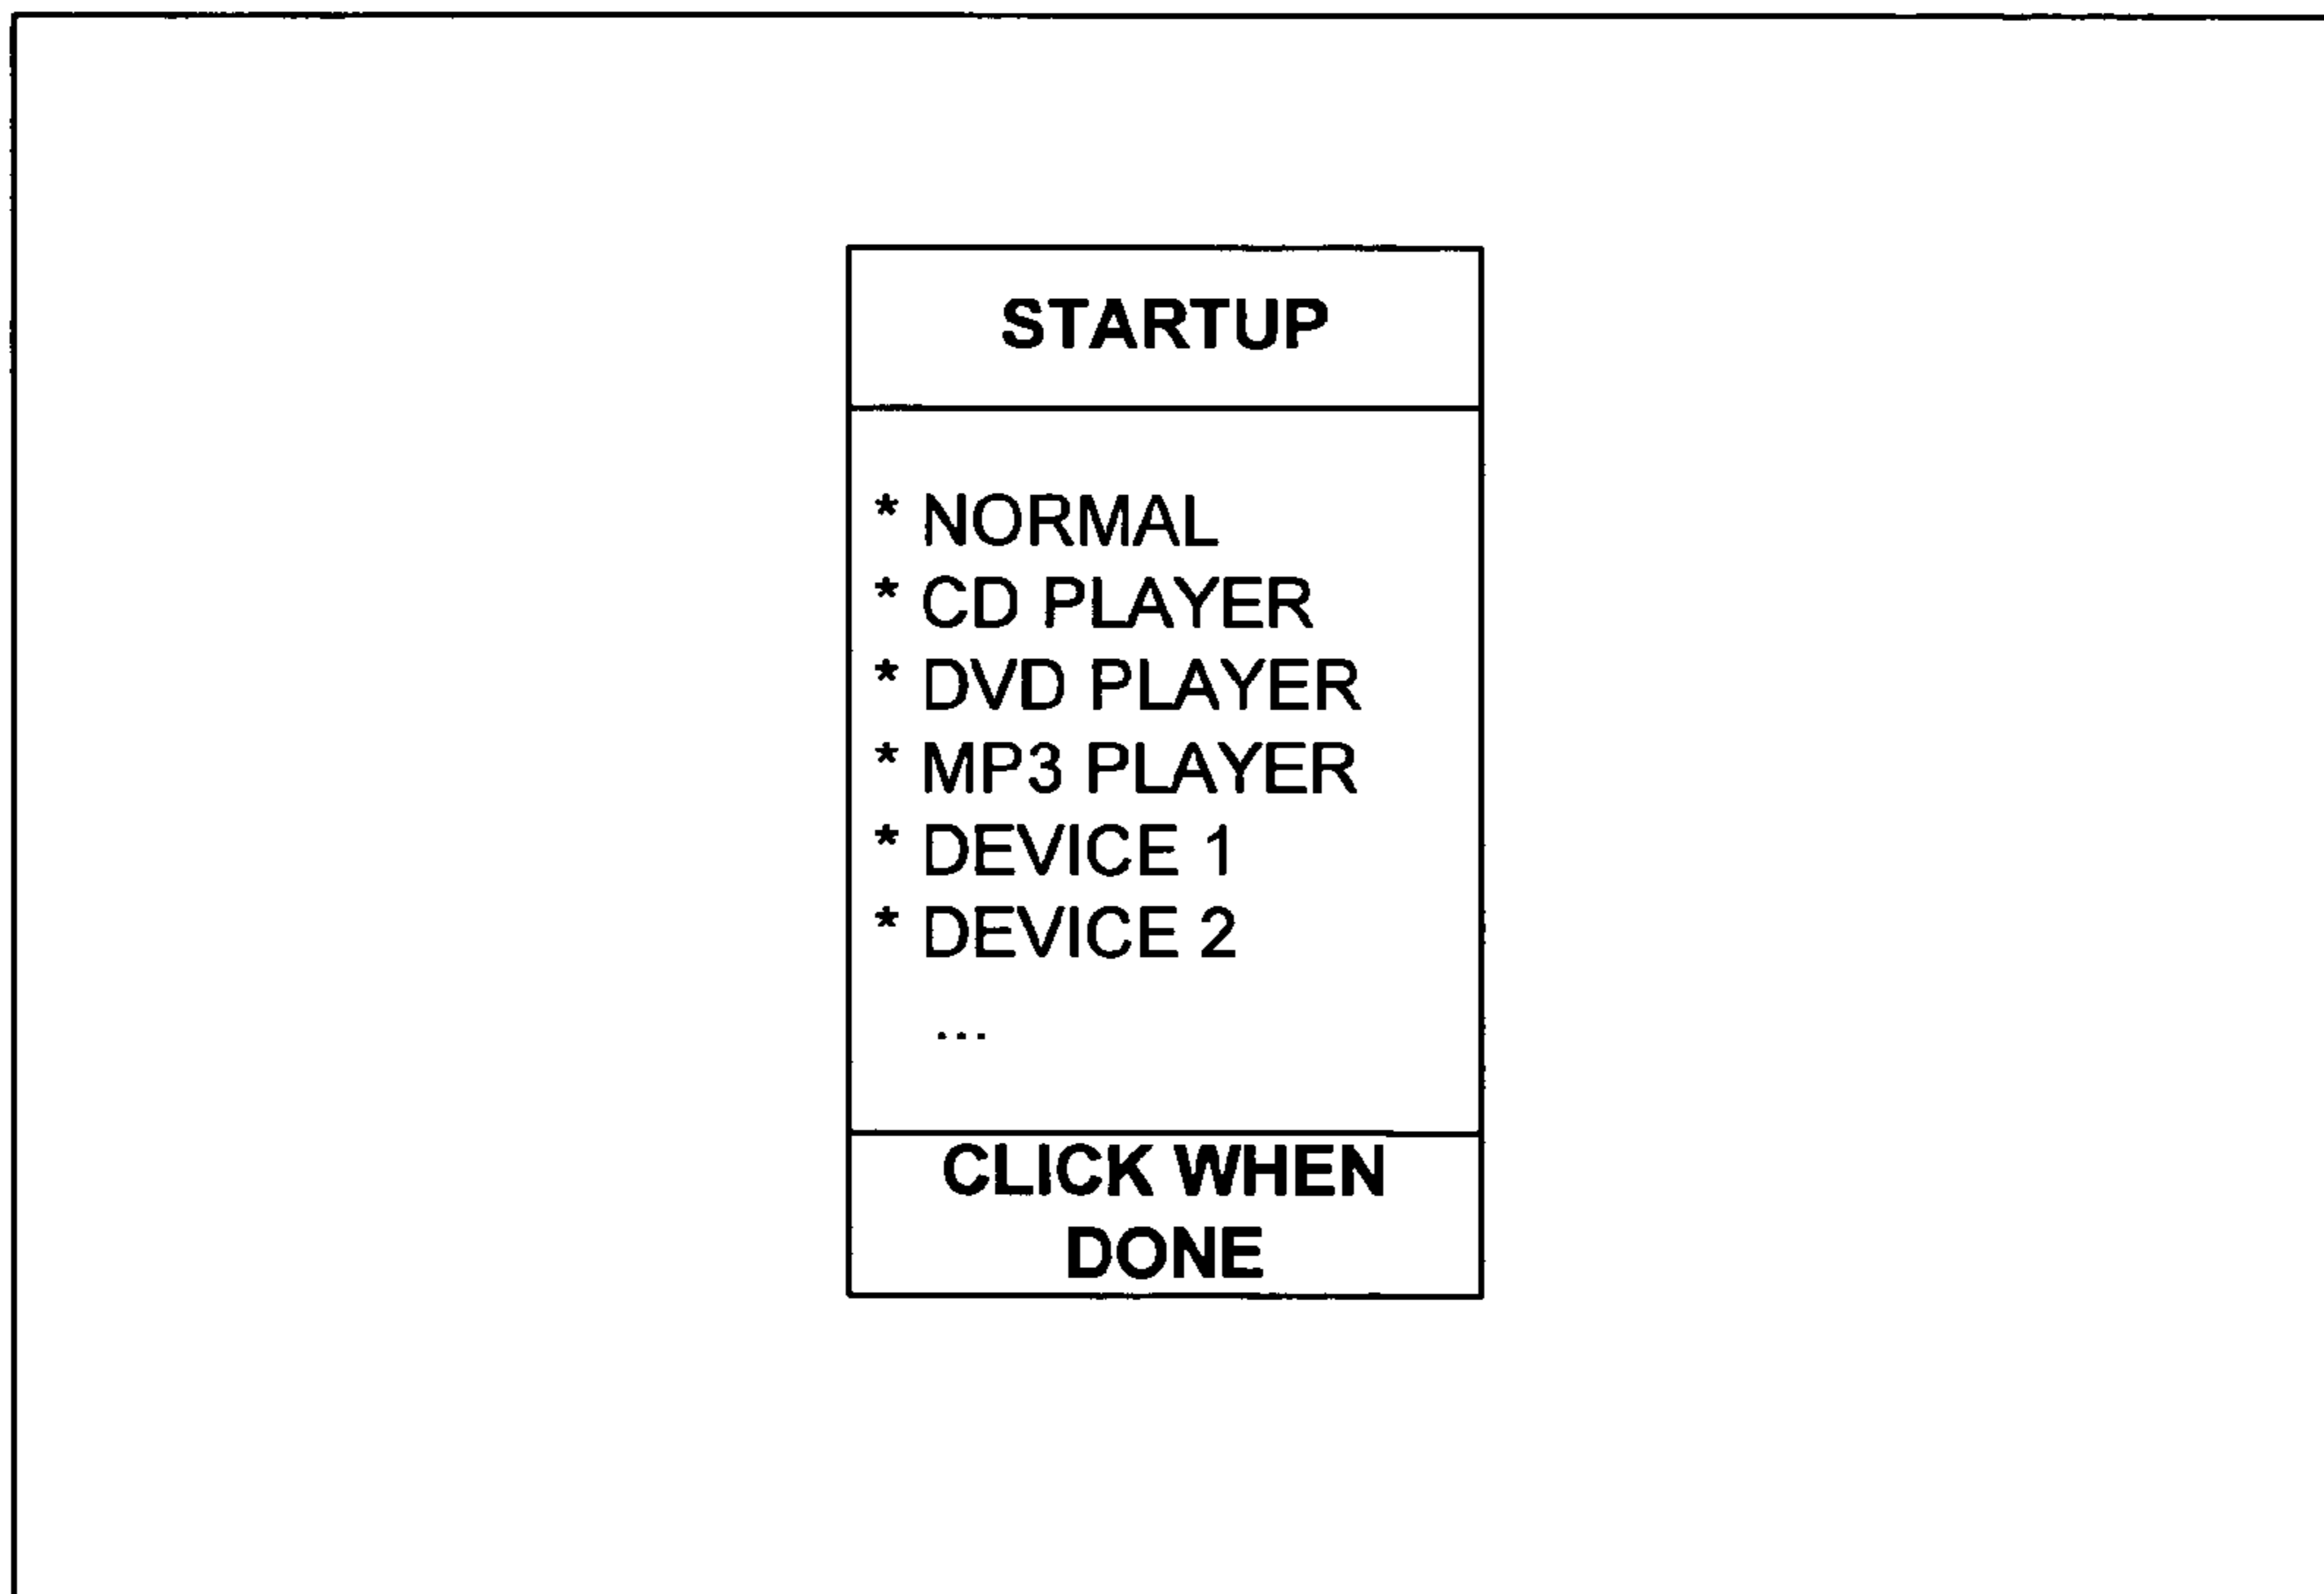 STARTUP
* NORMAL
* CD PLAYER
* DVD PLAYER
* MP3 PLAYER
* DEVICE 1
* DEVICE 2
...
CLICK WHEN
DONE